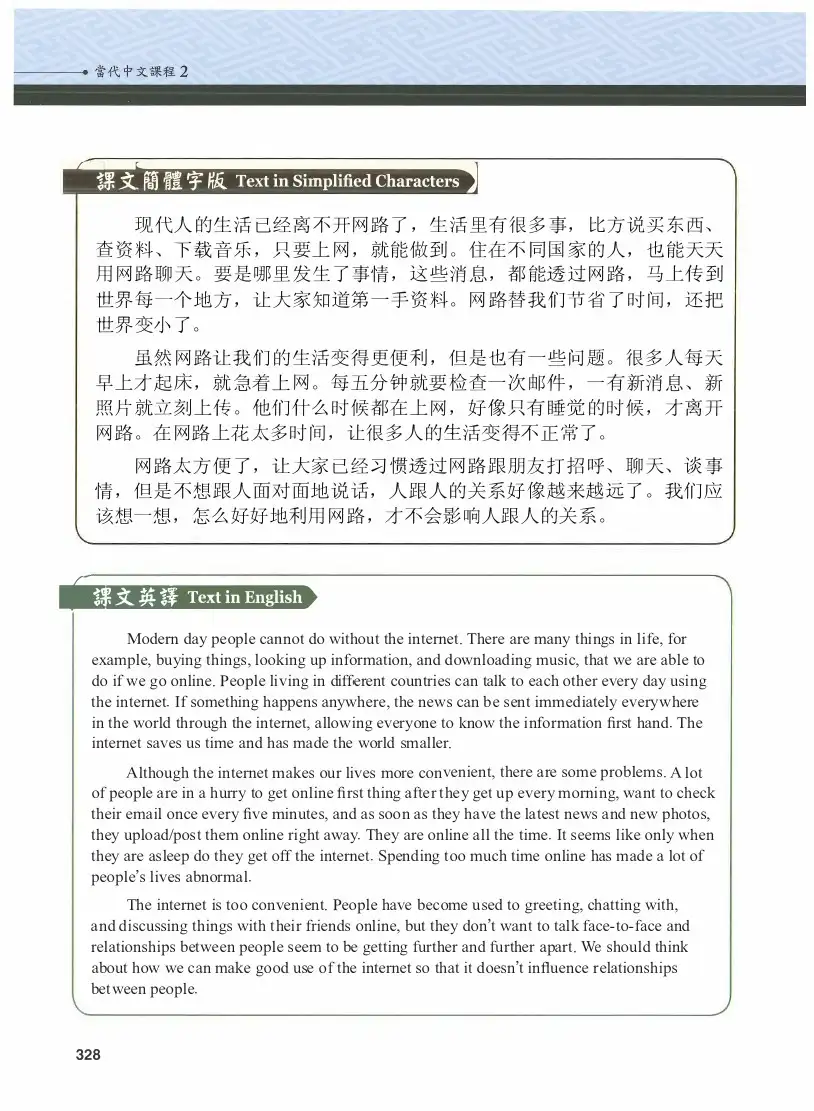 當代中文課程 2
課文簡體字版 Text in Simplified Characters
现代人的生活已经离不开网路了，生活里有很多事，比方说买东西、
查资料、下载音乐，只要上网，就能做到。住在不同国家的人，也能天天
用网路聊天。要是哪里发生了事情，这些消息，都能透过网路，马上传到
世界每一个地方，让大家知道第一手资料。网路替我们节省了时间，还把
世界变小了。
虽然网路让我们的生活变得更便利，但是也有一些问题。很多人每天
早上才起床，就急着上网。每五分钟就要检查一次邮件，一有新消息、新
照片就立刻上传。他们什么时候都在上网，好像只有睡觉的时候，才离开
网路。在网路上花太多时间，让很多人的生活变得不正常了。
网路太方便了，让大家已经习惯透过网路跟朋友打招呼、聊天、谈事
情，但是不想跟人面对面地说话，人跟人的关系好像越来越远了。我们应
该想一想，怎么好好地利用网路，才不会影响人跟人的关系。
課文英譯 Text in English
Modern day people cannot do without the internet. There are many things in life, for
example, buying things, looking up information, and downloading music, that we are able to
do if we go online. People living in different countries can talk to each other every day using
the internet. If something happens anywhere, the news can be sent immediately everywhere
in the world through the internet, allowing everyone to know the information first hand. The
internet saves us time and has made the world smaller.
Although the internet makes our lives more convenient, there are some problems. A lot
of people are in a hurry to get online first thing after they get up every morning, want to check
their email once every five minutes, and as soon as they have the latest news and new photos,
they upload/post them online right away. They are online all the time. It seems like only when
they are asleep do they get off the internet. Spending too much time online has made a lot of
people's lives abnormal.
The internet is too convenient. People have become used to greeting, chatting with,
and discussing things with their friends online, but they don't want to talk face-to-face and
relationships between people seem to be getting further and further apart. We should think
about how we can make good use of the internet so that it doesn't influence relationships
between people.
328